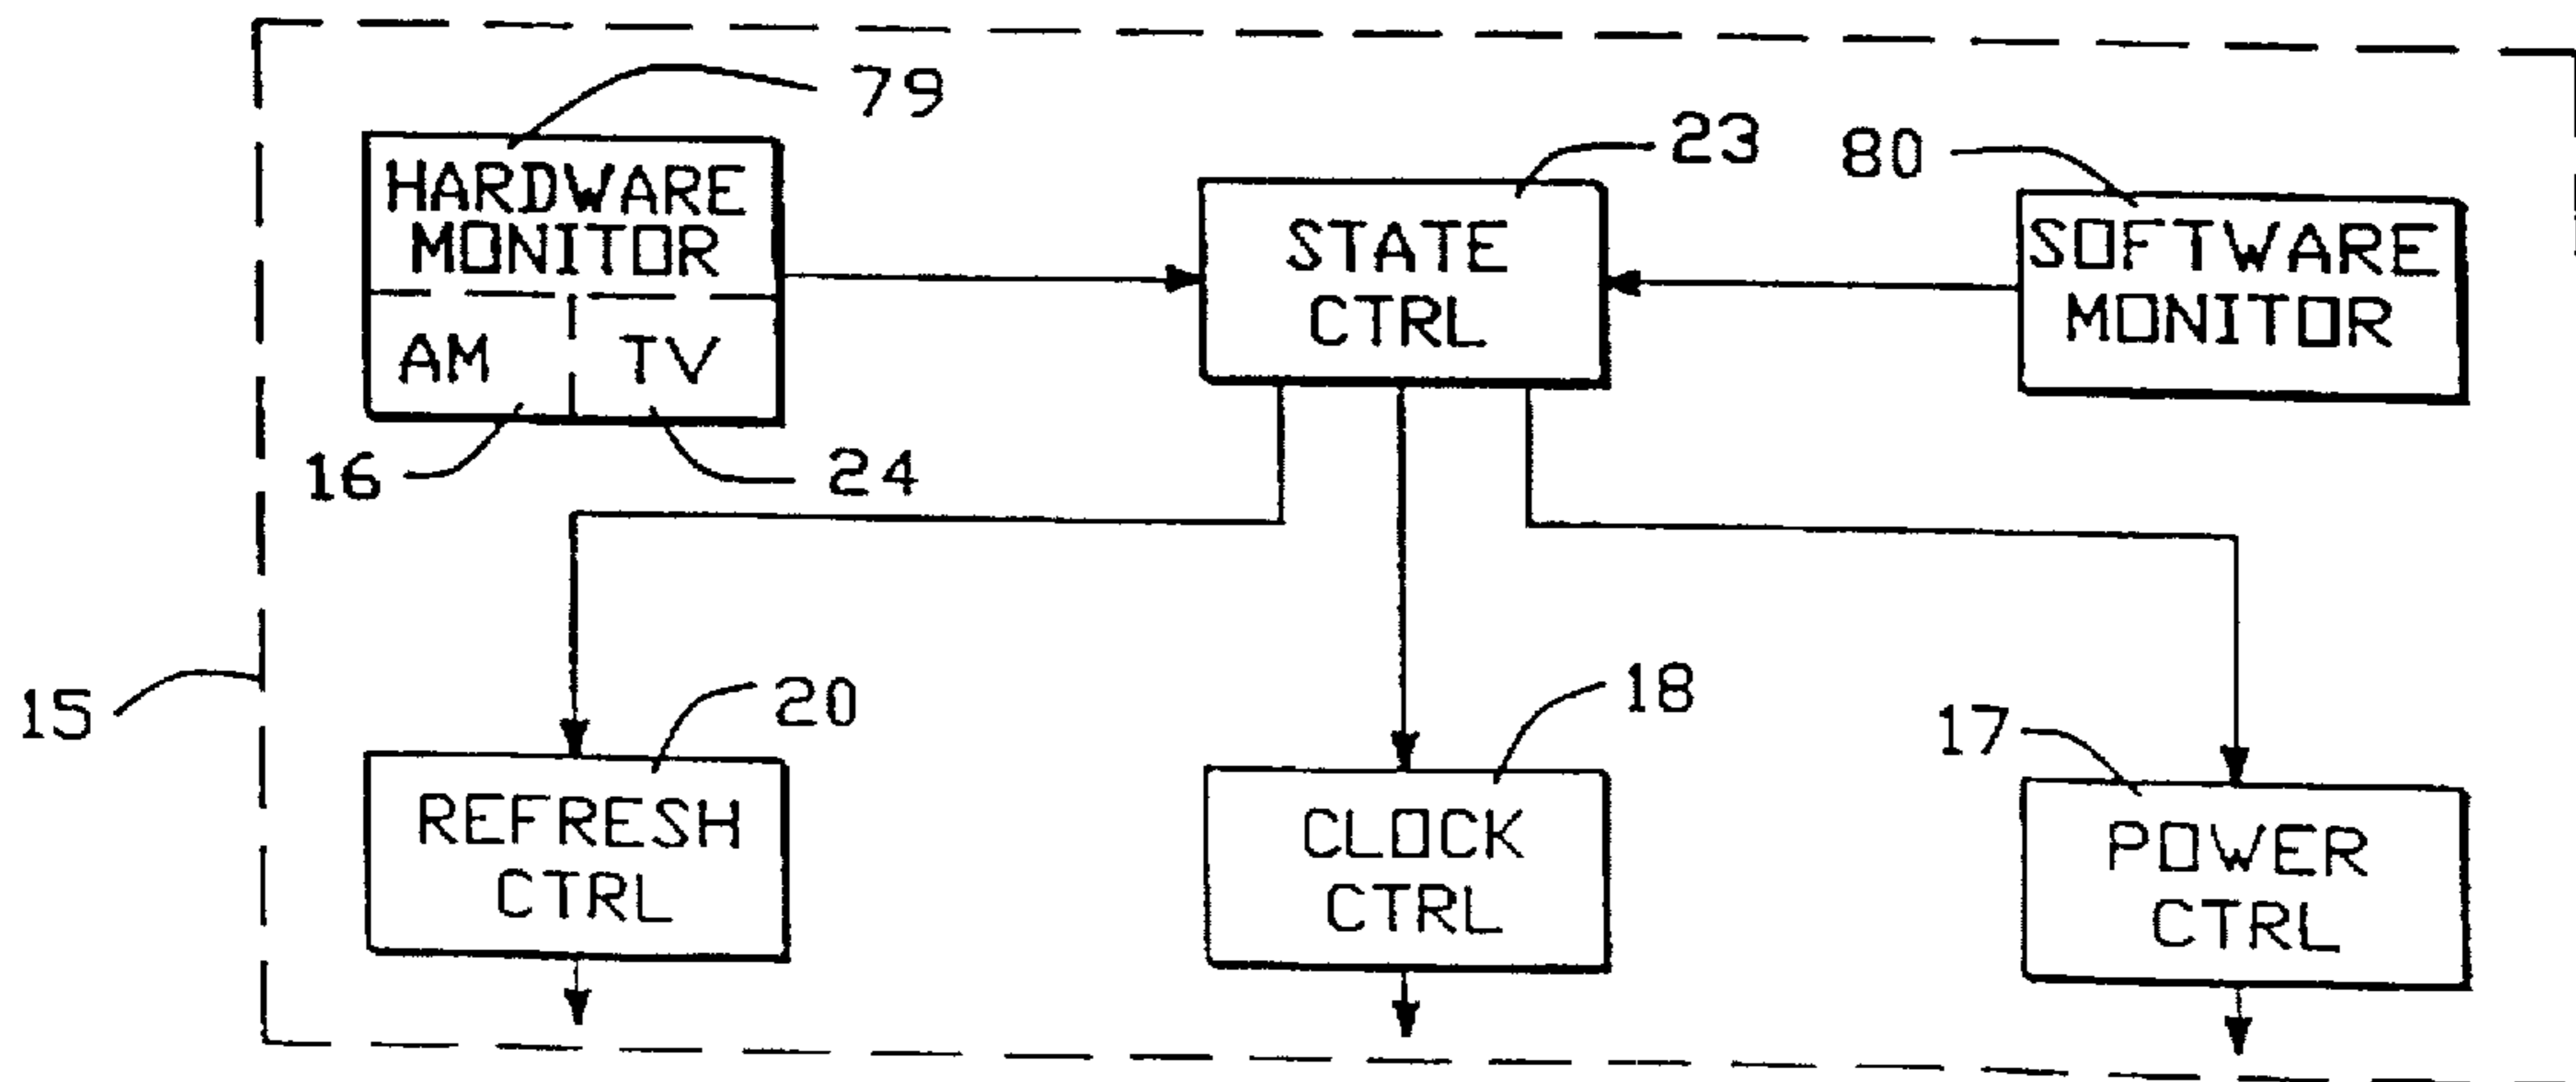 79
HARDWARE
MONITOR
AM
TV
16
24
23
STATE
CTRL
80
SOFTWARE
MONITOR
15
20
REFRESH
CTRL
18
CLOCK
CTRL
17
POWER
CTRL